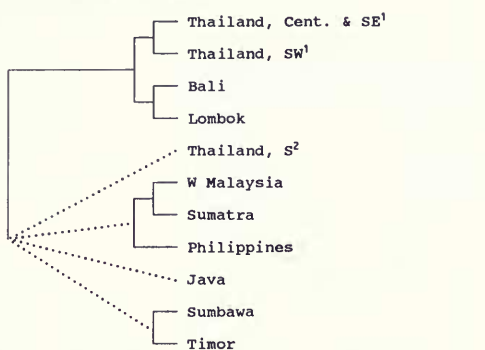 Thailand, Cent. & SE¹
Thailand, SW¹
Bali
Lombok
Thailand, S²
W Malaysia
Sumatra
Philippines
Java
Sumbawa
Timor